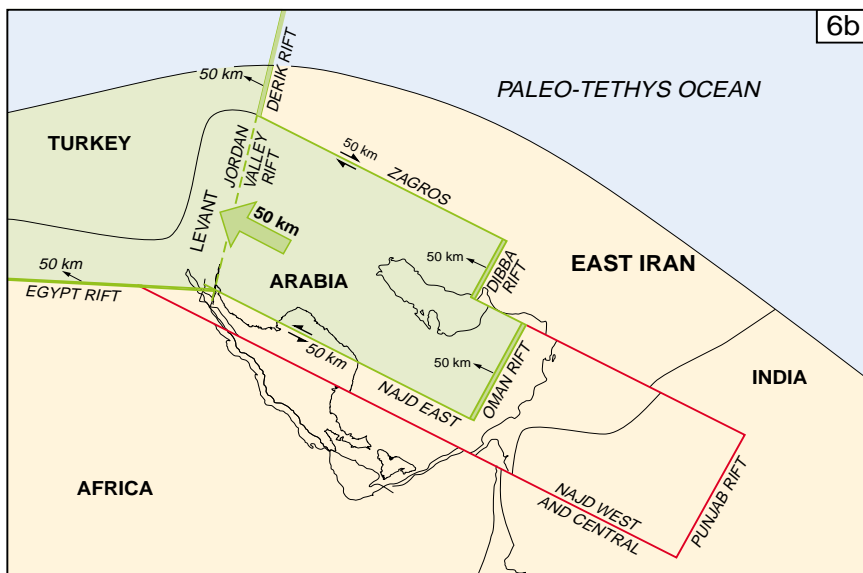 6b
50 km
DERIK RIFT
PALEO-TETHYS OCEAN
TURKEY
JORDAN
VALLEY
RIFT
50 km
ZAGROS
LEVANT
50 km
50 km
DIBBA
RIFT
EAST IRAN
50 km
EGYPT RIFT
ARABIA
50 km
50 km
OMAN RIFT
NAJD EAST
INDIA
AFRICA
NAJD WEST
AND CENTRAL
PUNJAB RIFT